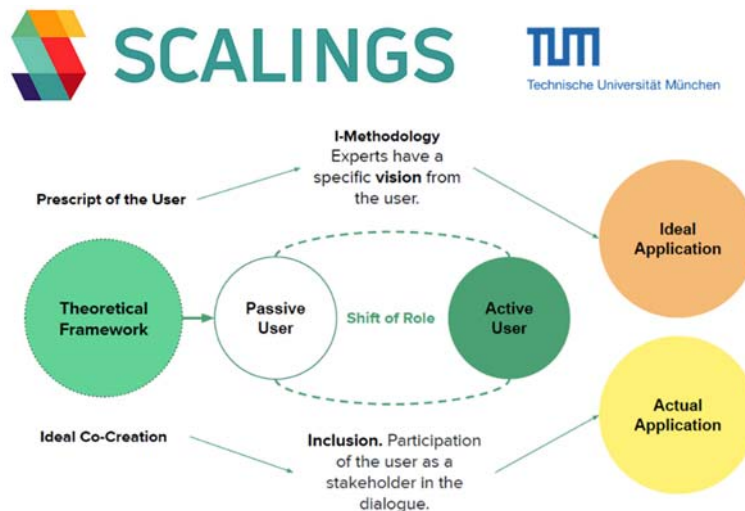 SCALINGS
TUM
Technische Universität München
I-Methodology
Experts have a
specific vision from
the user.
Prescript of the User
Ideal
Application
Theoretical
Framework
Passive
User
Shift of Role
Active
User
Actual
Application
Ideal Co-Creation
Inclusion. Participation
of the user as a
stakeholder in the
dialogue.